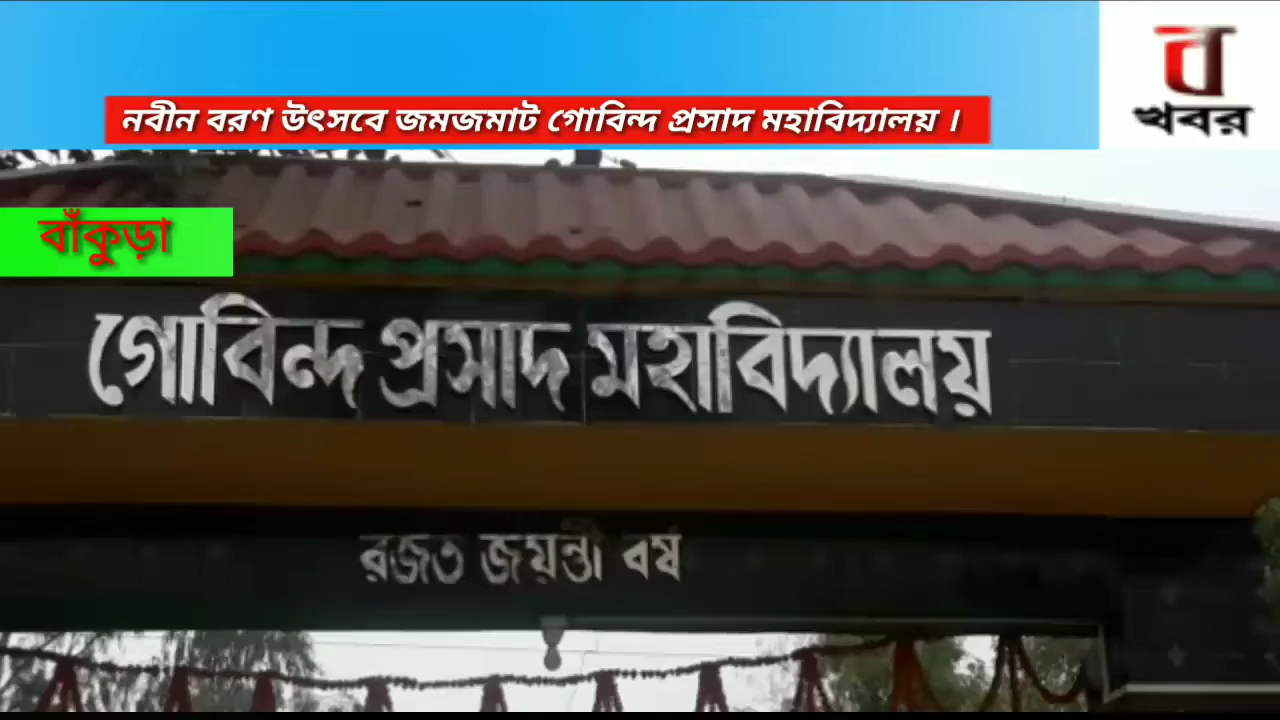 নবীন বরণ উৎসবে জমজমাট গোবিন্দ প্রসাদ মহাবিদ্যালয় ।
ব
খবর
বাঁকুড়া
গোবিন্দ প্রসাদ মহাবিদ্যালয়
রজত জয়ন্তী বর্ষ